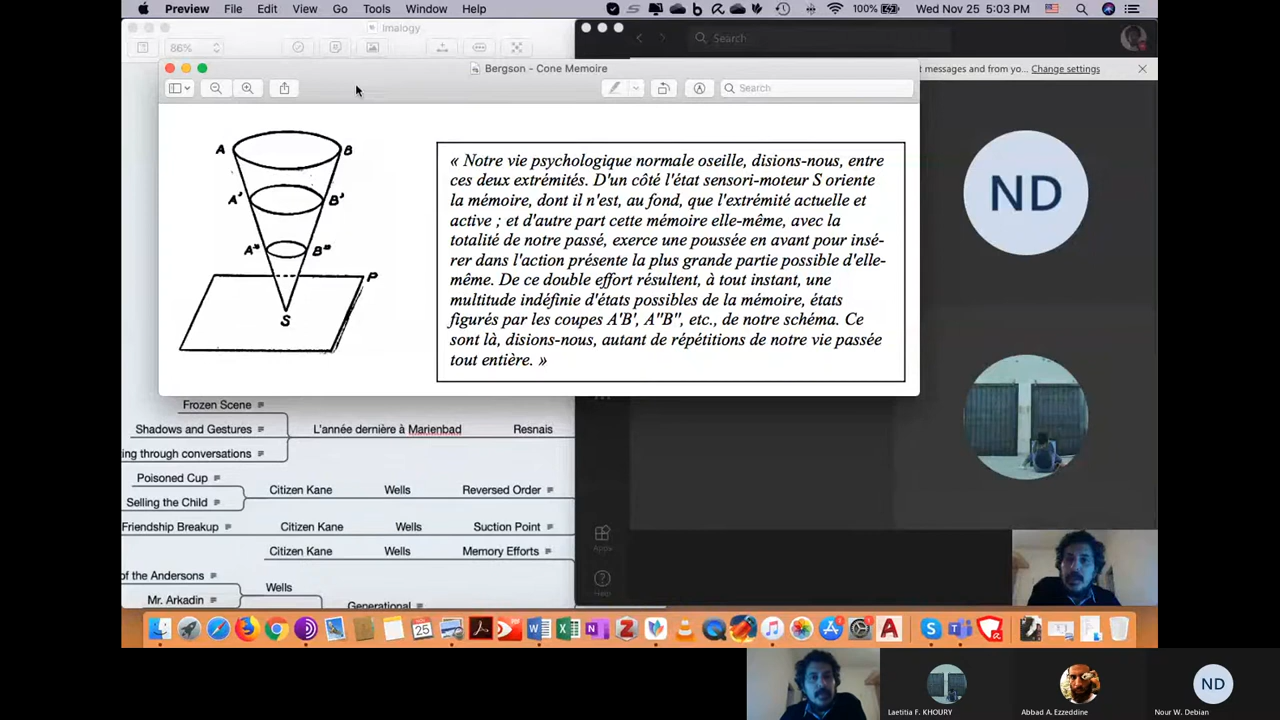 Preview File Edit View Go Tools Window Help
100% Wed Nov 25 5:03 PM
imalogy
86%
Search
messages and from yo... Change settings
Bergson - Cone Memoire
Search
A B
A' B'
A" B"
P
S
« Notre vie psychologique normale oseille, disions-nous, entre
ces deux extrémités. D'un côté l'état sensori-moteur S oriente
la mémoire, dont il n'est, au fond, que l'extrémité actuelle et
active ; et d'autre part cette mémoire elle-même, avec la
totalité de notre passé, exerce une poussée en avant pour insé-
rer dans l'action présente la plus grande partie possible d'elle-
même. De ce double effort résultent, à tout instant, une
multitude indéfinie d'états possibles de la mémoire, états
figurés par les coupes A'B', A"B", etc., de notre schéma. Ce
sont là, disions-nous, autant de répétitions de notre vie passée
tout entière. »
ND
Frozen Scene
Shadows and Gestures L'année dernière à Marienbad Resnais
ing through conversations
Poisoned Cup
Citizen Kane Wells Reversed Order
Selling the Child
Friendship Breakup Citizen Kane Wells Suction Point
Citizen Kane Wells Memory Efforts
of the Andersons
Wells
Mr. Arkadin
Generational
Apps
Help
25
ND
Laetitia F. KHOURY
Abbad A. Ezzeddine
Nour W. Debian